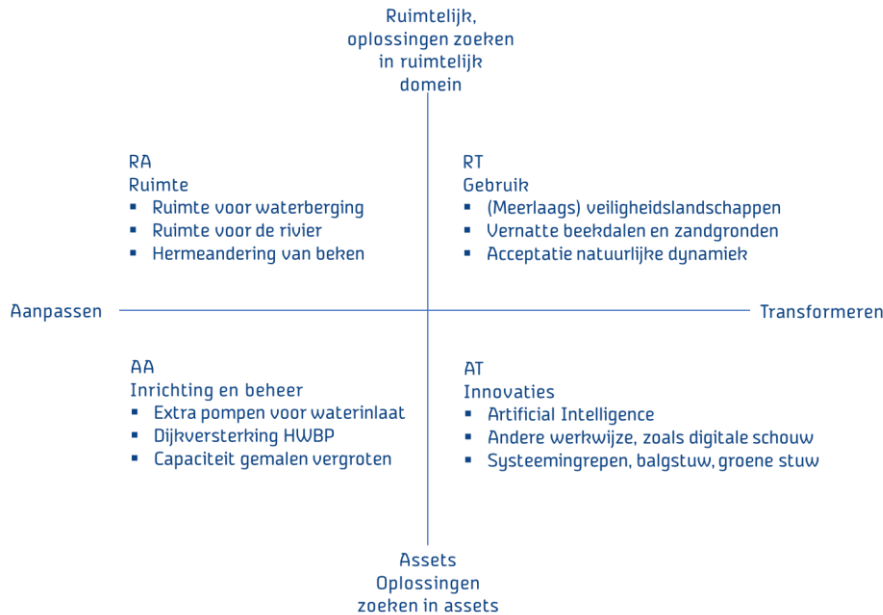 Ruimtelijk,
oplossingen zoeken
in ruimtelijk
domein
RA
Ruimte
▪ Ruimte voor waterberging
▪ Ruimte voor de rivier
▪ Hermeandering van beken
RT
Gebruik
▪ (Meerlaags) veiligheidslandschappen
▪ Vernatte beekdalen en zandgronden
▪ Acceptatie natuurlijke dynamiek
Aanpassen
Transformeren
AA
Inrichting en beheer
▪ Extra pompen voor waterinlaat
▪ Dijkversterking HWBP
▪ Capaciteit gemalen vergroten
AT
Innovaties
▪ Artificial Intelligence
▪ Andere werkwijze, zoals digitale schouw
▪ Systeemingrepen, balgstuw, groene stuw
Assets
Oplossingen
zoeken in assets